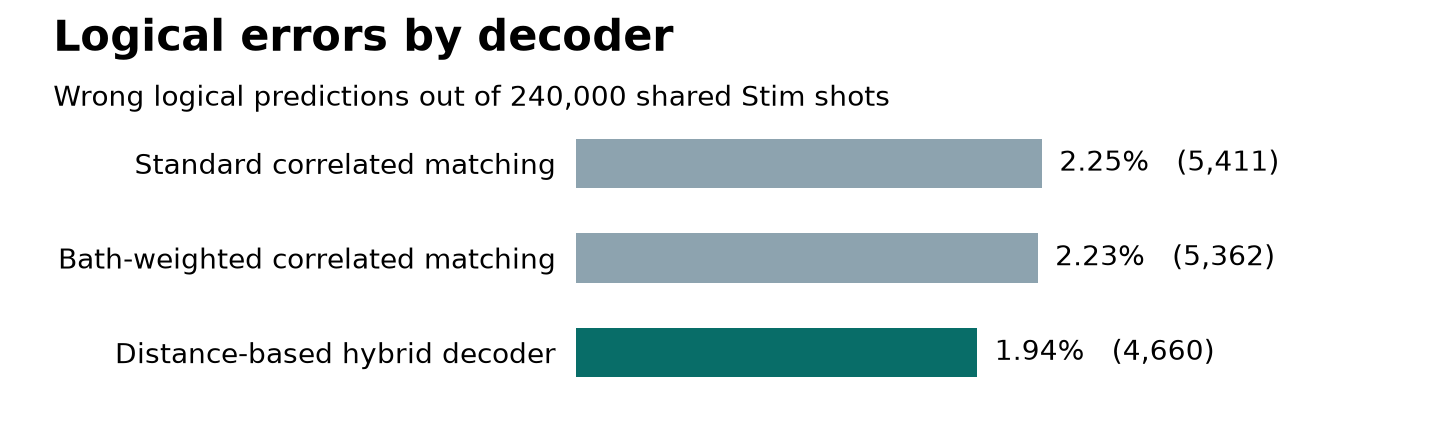 Logical errors by decoder
Wrong logical predictions out of 240,000 shared Stim shots
Standard correlated matching 2.25% (5,411)
Bath-weighted correlated matching 2.23% (5,362)
Distance-based hybrid decoder 1.94% (4,660)